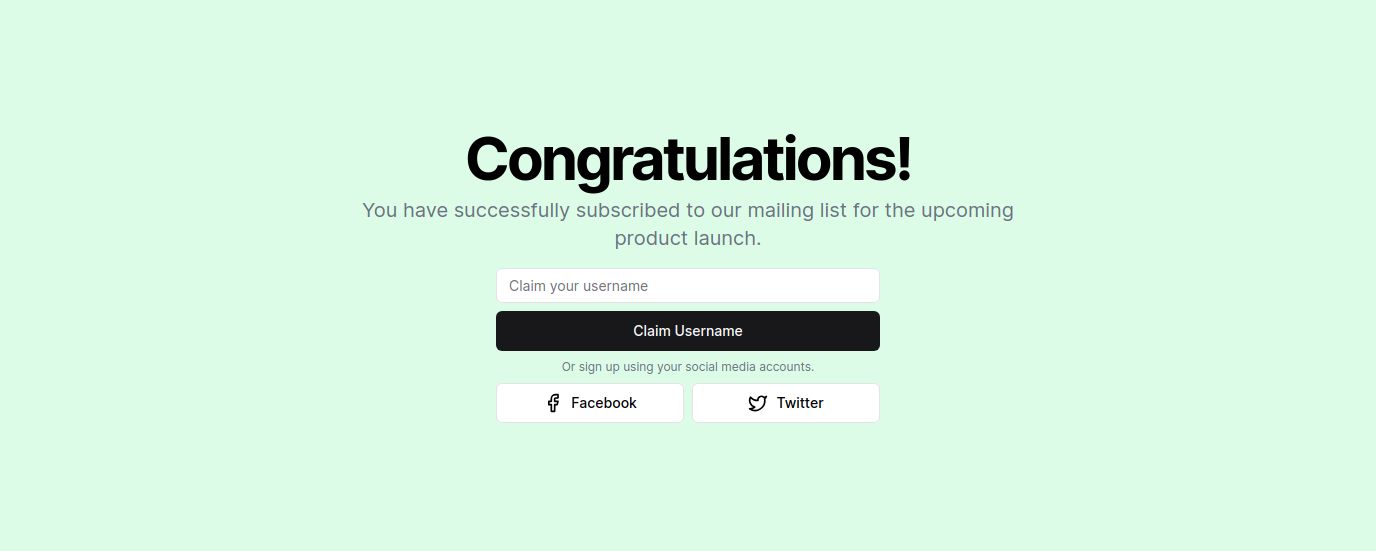 Congratulations!
You have successfully subscribed to our mailing list for the upcoming
product launch.
Claim your username
Claim Username
Or sign up using your social media accounts.
Facebook
Twitter